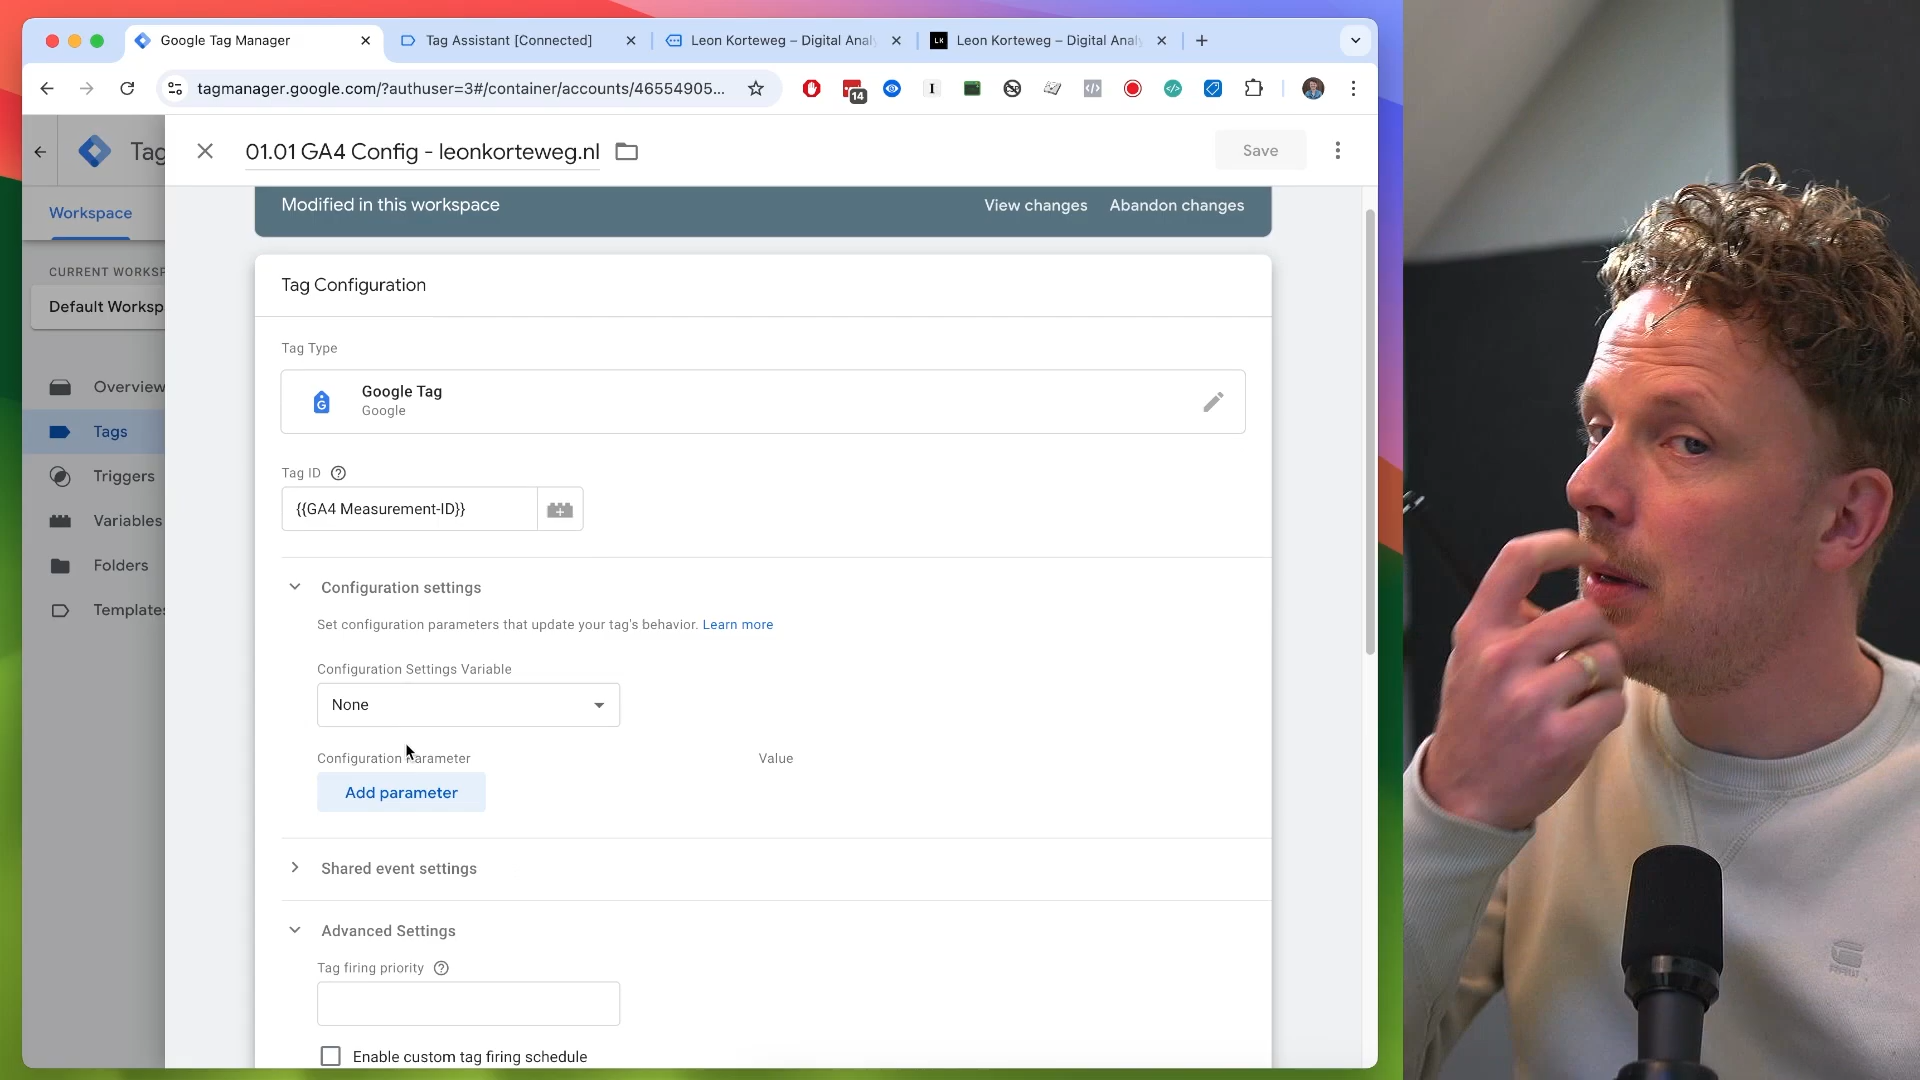 Google Tag Manager
Tag Assistant [Connected]
Leon Korteweg – Digital Anal
Leon Korteweg – Digital Anal
tagmanager.google.com/?authuser=3#/container/accounts/46554905...
14
Tag
01.01 GA4 Config - leonkorteweg.nl
Save
Workspace
Modified in this workspace
View changes
Abandon changes
CURRENT WORKSP
Default Worksp
Tag Configuration
Tag Type
Google Tag
Google
Overview
Tags
Triggers
Variables
Folders
Templates
Tag ID
{{GA4 Measurement-ID}}
Configuration settings
Set configuration parameters that update your tag's behavior. Learn more
Configuration Settings Variable
None
Configuration Parameter
Value
Add parameter
Shared event settings
Advanced Settings
Tag firing priority
Enable custom tag firing schedule